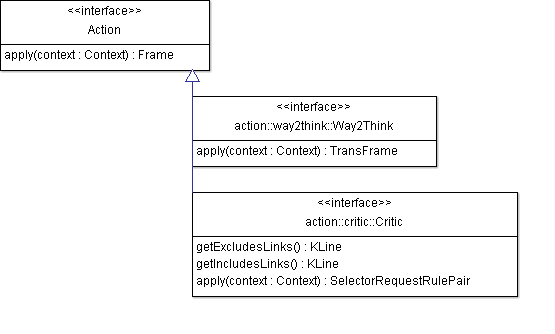 <<interface>>
Action
apply(context : Context) : Frame
<<interface>>
action::way2think::Way2Think
apply(context : Context) : TransFrame
<<interface>>
action::critic::Critic
getExcludesLinks() : KLine
getIncludesLinks() : KLine
apply(context : Context) : SelectorRequestRulePair